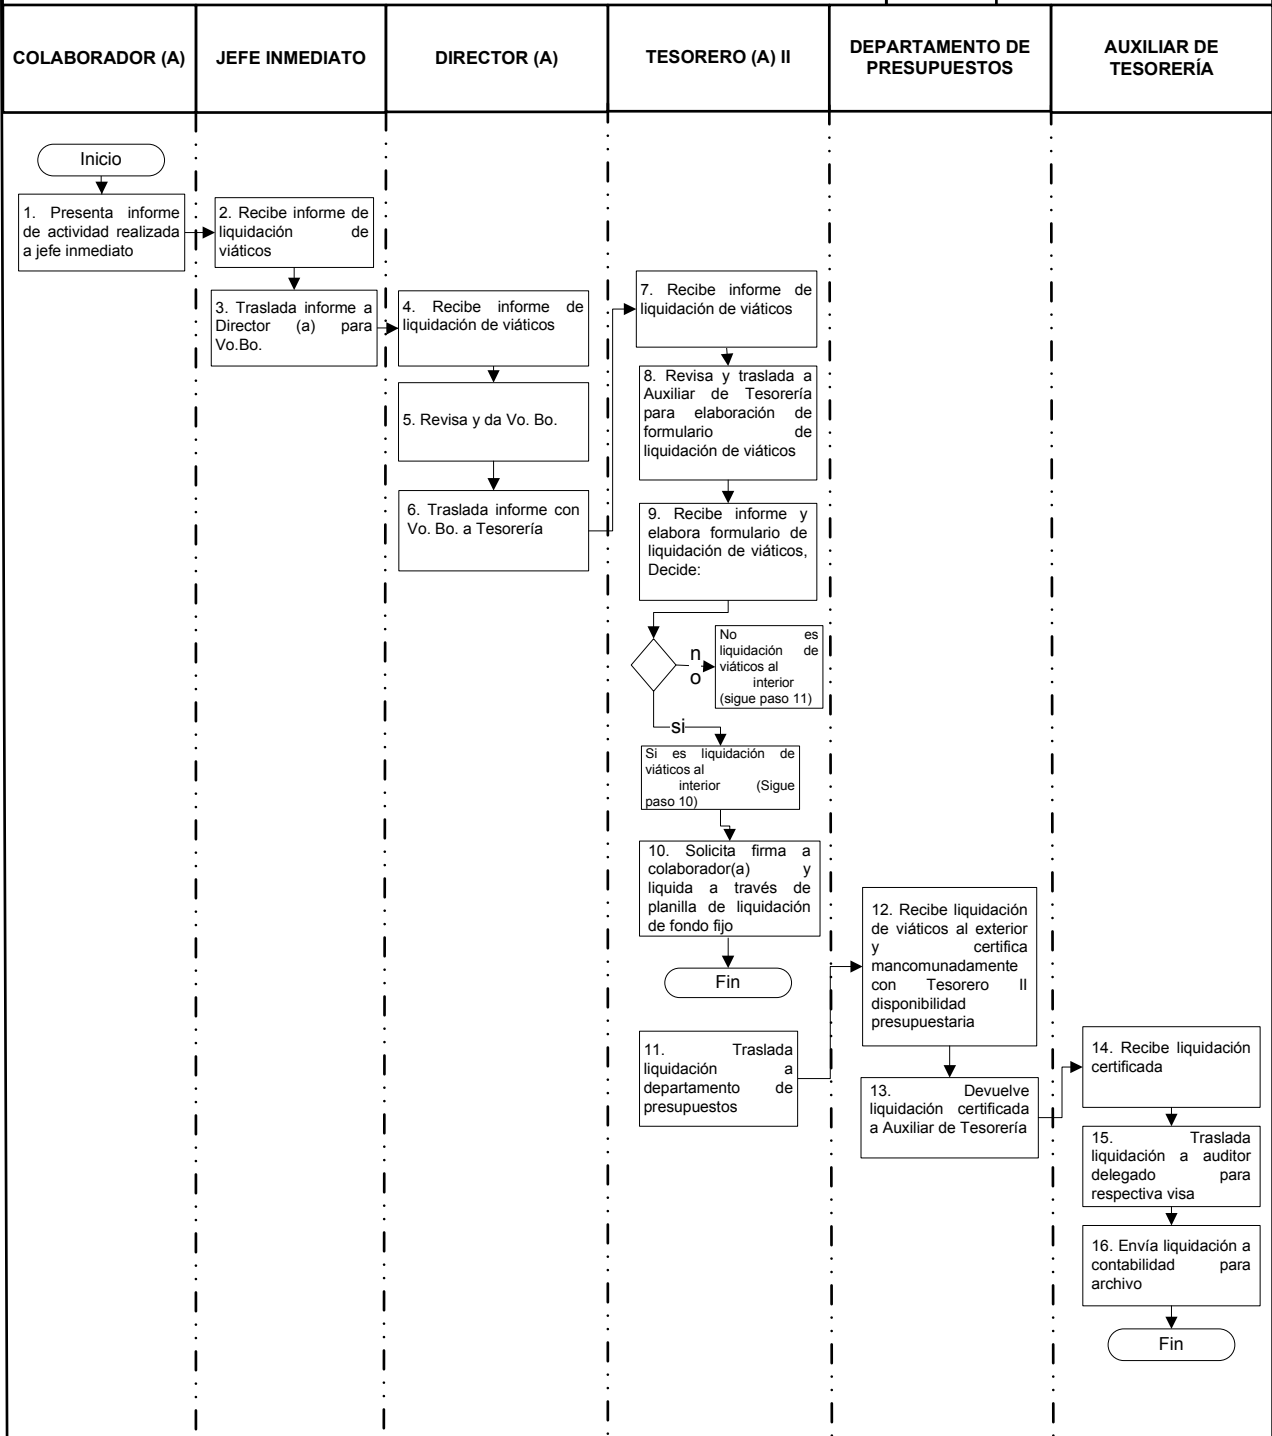 COLABORADOR (A)
JEFE INMEDIATO
DIRECTOR (A)
TESORERO (A) II
DEPARTAMENTO DE
PRESUPUESTOS
AUXILIAR DE
TESORERÍA
Inicio
1. Presenta informe
de actividad realizada
a jefe inmediato
2. Recibe informe de
liquidación de
viáticos
3. Traslada informe a
Director (a) para
Vo.Bo.
4. Recibe informe de
liquidación de viáticos
5. Revisa y da Vo. Bo.
6. Traslada informe con
Vo. Bo. a Tesorería
7. Recibe informe de
liquidación de viáticos
8. Revisa y traslada a
Auxiliar de Tesorería
para elaboración de
formulario de
liquidación de viáticos
9. Recibe informe y
elabora formulario de
liquidación de viáticos,
Decide:
n
o
No es
liquidación de
viáticos al
interior
(sigue paso 11)
si
Si es liquidación de
viáticos al
interior (Sigue
paso 10)
10. Solicita firma a
colaborador(a) y
liquida a través de
planilla de liquidación
de fondo fijo
Fin
11. Traslada
liquidación a
departamento de
presupuestos
12. Recibe liquidación
de viáticos al exterior
y certifica
mancomunadamente
con Tesorero II
disponibilidad
presupuestaria
13. Devuelve
liquidación certificada
a Auxiliar de Tesorería
14. Recibe liquidación
certificada
15. Traslada
liquidación a auditor
delegado para
respectiva visa
16. Envía liquidación a
contabilidad para
archivo
Fin